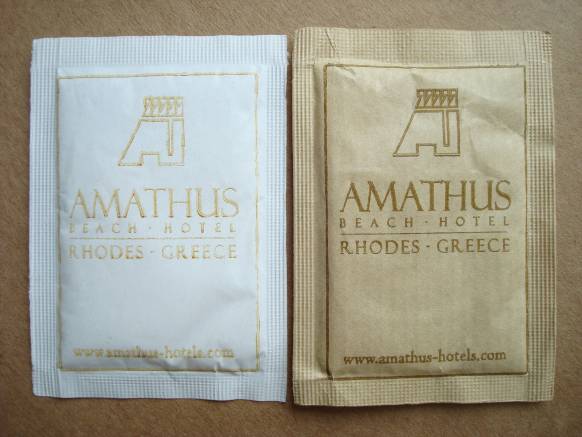 AMATHUS
BEACH · HOTEL
RHODES · GREECE
www.amathus-hotels.com
AMATHUS
BEACH · HOTEL
RHODES · GREECE
www.amathus-hotels.com